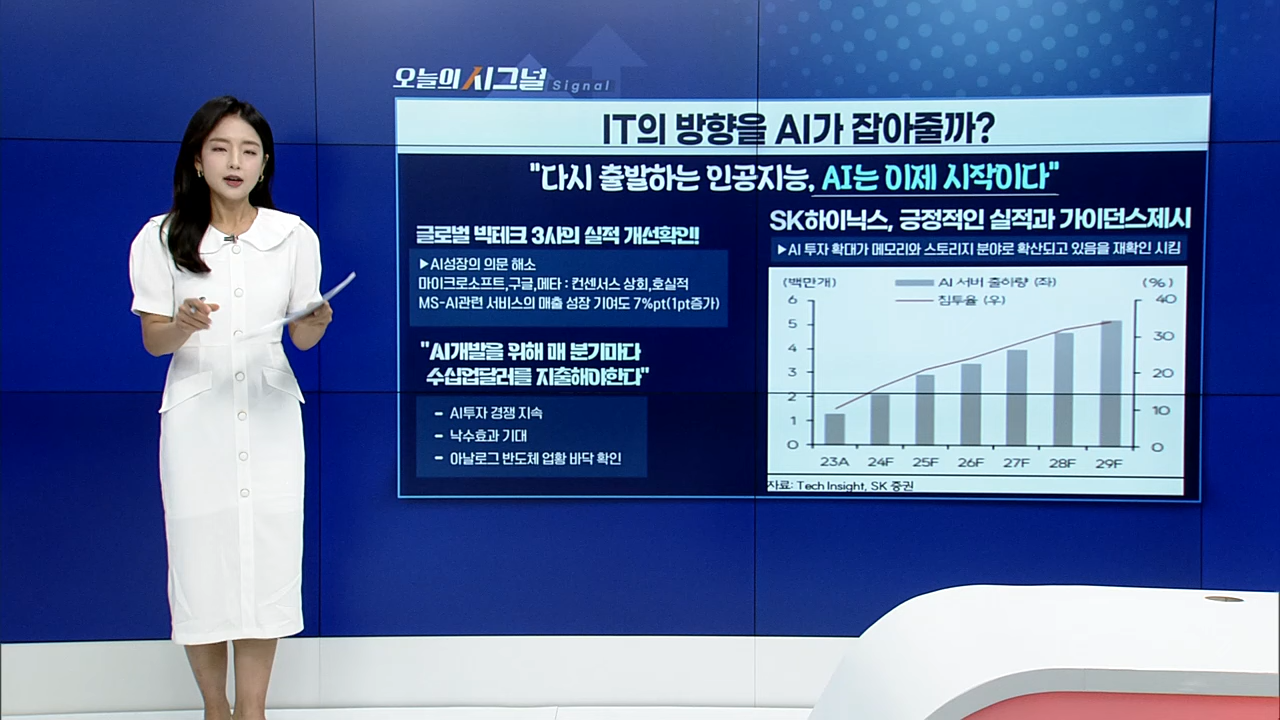 오늘의 시그널 Signal
IT의 방향을 AI가 잡아줄까?
"다시 출발하는 인공지능, AI는 이제 시작이다"
글로벌 빅테크 3사의 실적 개선확인!
▶AI성장의 의문 해소
마이크로소프트,구글,메타 : 컨센서스 상회,호실적
MS-AI관련 서비스의 매출 성장 기여도 7%pt(1pt증가)
"AI개발을 위해 매 분기마다
수십업달러를 지출해야한다"
- AI투자 경쟁 지속
- 낙수효과 기대
- 아날로그 반도체 업황 바닥 확인
SK하이닉스, 긍정적인 실적과 가이던스제시
▶AI 투자 확대가 메모리와 스토리지 분야로 확산되고 있음을 재확인 시킴
(백만개) AI 서버 출하량 (좌) (%)
침투율 (우)
6 40
5 30
4
3 20
2
1 10
0 0
23A 24F 25F 26F 27F 28F 29F
자료: Tech Insight, SK 증권